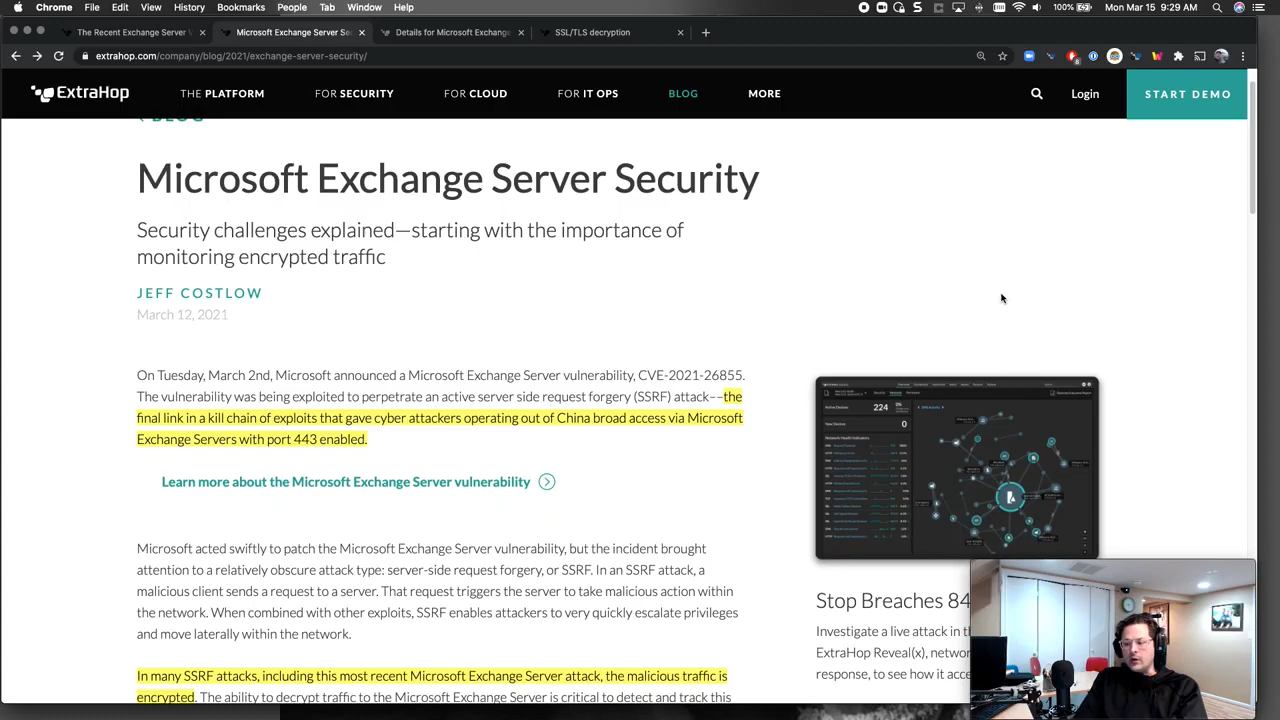 Chrome File Edit View History Bookmarks People Tab Window Help 100% Mon Mar 15 9:29 AM
The Recent Exchange Server V
Microsoft Exchange Server Sec
Details for Microsoft Exchange
SSL/TLS decryption
extrahop.com/company/blog/2021/exchange-server-security/
ExtraHop
THE PLATFORM
FOR SECURITY
FOR CLOUD
FOR IT OPS
BLOG
MORE
Login
START DEMO
BLOG
Microsoft Exchange Server Security
Security challenges explained—starting with the importance of
monitoring encrypted traffic
JEFF COSTLOW
March 12, 2021
On Tuesday, March 2nd, Microsoft announced a Microsoft Exchange Server vulnerability, CVE-2021-26855.
The vulnerability was being exploited to perpetrate an active server side request forgery (SSRF) attack––the
final link in a killchain of exploits that gave cyber attackers operating out of China broad access via Microsoft
Exchange Servers with port 443 enabled.
Learn more about the Microsoft Exchange Server vulnerability
Microsoft acted swiftly to patch the Microsoft Exchange Server vulnerability, but the incident brought
attention to a relatively obscure attack type: server-side request forgery, or SSRF. In an SSRF attack, a
malicious client sends a request to a server. That request triggers the server to take malicious action within
the network. When combined with other exploits, SSRF enables attackers to very quickly escalate privileges
and move laterally within the network.
In many SSRF attacks, including this most recent Microsoft Exchange Server attack, the malicious traffic is
encrypted. The ability to decrypt traffic to the Microsoft Exchange Server is critical to detect and track this
224
0
Stop Breaches 84
Investigate a live attack in th
ExtraHop Reveal(x), networ
response, to see how it acce